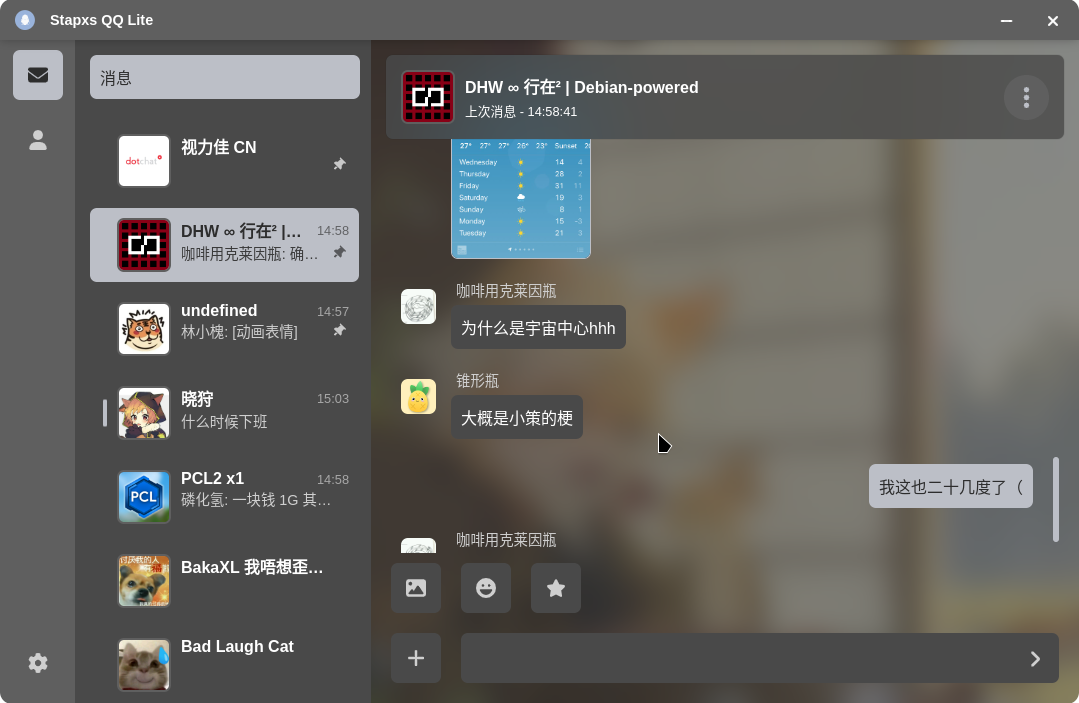 Stapxs QQ Lite
消息
dotchat
视力佳 CN
DHW ∞ 行在² |…
14:58
咖啡用克莱因瓶: 确…
undefined
14:57
林小槐: [动画表情]
晓狩
15:03
什么时候下班
PCL
PCL2 x1
14:58
磷化氢: 一块钱 1G 其…
讨厌我的人
BakaXL 我唔想歪…
Bad Laugh Cat
DHW ∞ 行在² | Debian-powered
上次消息 - 14:58:41
27° 27° 27° 26° 23° Sunset
Wednesday 14 4
Thursday 28 2
Friday 31 11
Saturday 19 3
Sunday 8 1
Monday 15 -3
Tuesday 21 3
咖啡用克莱因瓶
为什么是宇宙中心hhh
锥形瓶
大概是小策的梗
我这也二十几度了（
咖啡用克莱因瓶